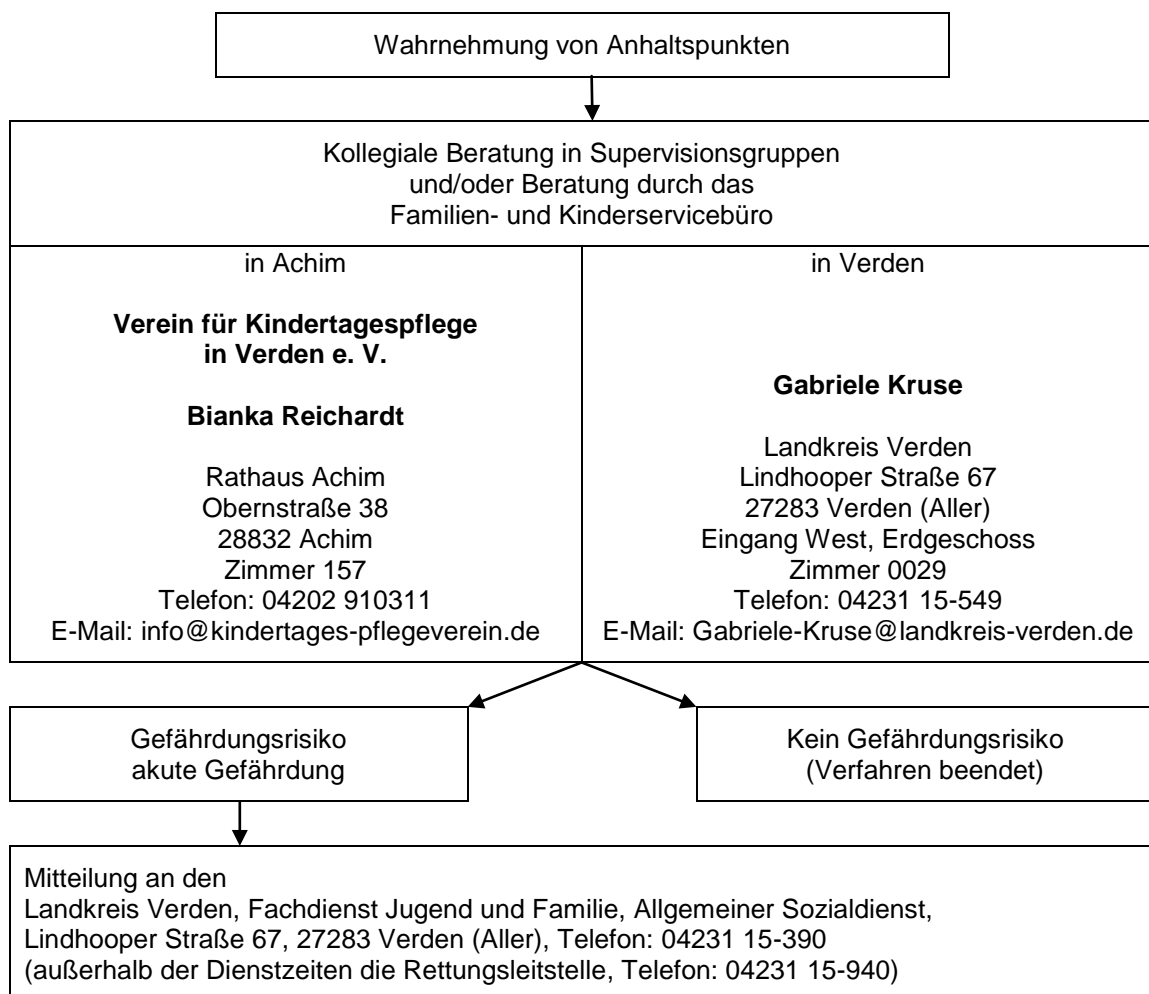 Wahrnehmung von Anhaltspunkten
Kollegiale Beratung in Supervisionsgruppen
und/oder Beratung durch das
Familien- und Kinderservicebüro
in Achim
Verein für Kindertagespflege
in Verden e. V.
Bianka Reichardt
Rathaus Achim
Obernstraße 38
28832 Achim
Zimmer 157
Telefon: 04202 910311
E-Mail: info@kindertages-pflegeverein.de
in Verden
Gabriele Kruse
Landkreis Verden
Lindhooper Straße 67
27283 Verden (Aller)
Eingang West, Erdgeschoss
Zimmer 0029
Telefon: 04231 15-549
E-Mail: Gabriele-Kruse@landkreis-verden.de
Gefährdungsrisiko
akute Gefährdung
Kein Gefährdungsrisiko
(Verfahren beendet)
Mitteilung an den
Landkreis Verden, Fachdienst Jugend und Familie, Allgemeiner Sozialdienst,
Lindhooper Straße 67, 27283 Verden (Aller), Telefon: 04231 15-390
(außerhalb der Dienstzeiten die Rettungsleitstelle, Telefon: 04231 15-940)